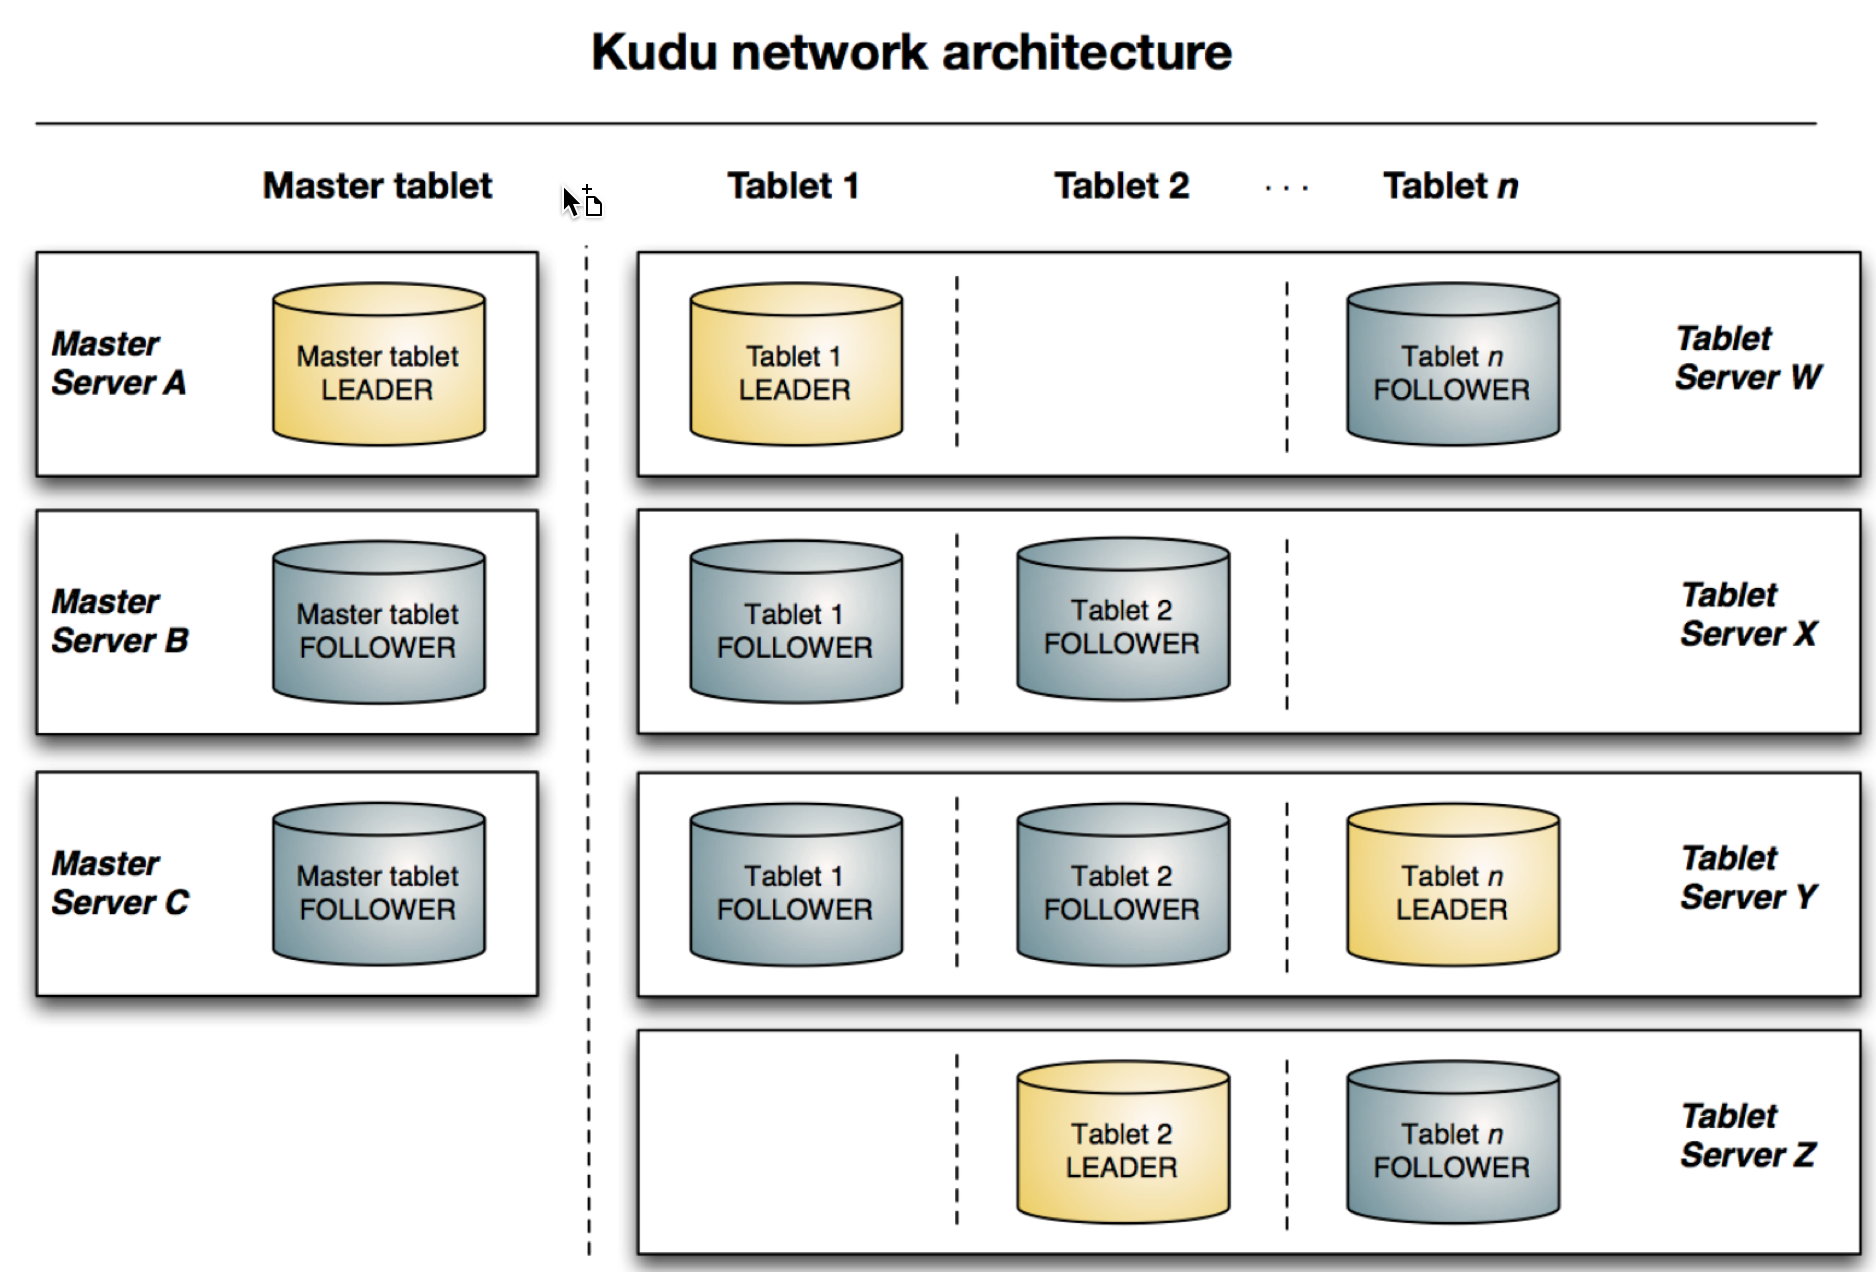 Kudu network architecture
Master tablet
Tablet 1
Tablet 2
. . .
Tablet n
Master
Server A
Master tablet
LEADER
Tablet 1
LEADER
Tablet n
FOLLOWER
Tablet
Server W
Master
Server B
Master tablet
FOLLOWER
Tablet 1
FOLLOWER
Tablet 2
FOLLOWER
Tablet
Server X
Master
Server C
Master tablet
FOLLOWER
Tablet 1
FOLLOWER
Tablet 2
FOLLOWER
Tablet n
LEADER
Tablet
Server Y
Tablet 2
LEADER
Tablet n
FOLLOWER
Tablet
Server Z